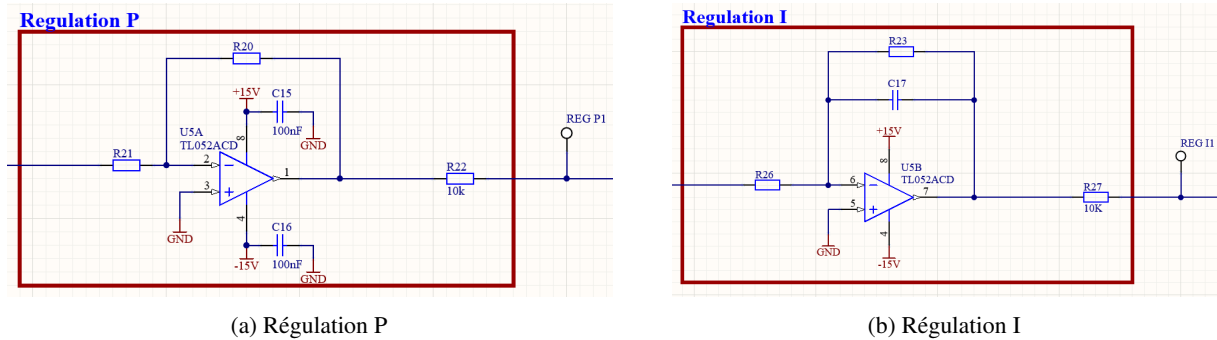 Regulation P
R20
+15V
C15
100nF
GND
U5A
TL052ACD
8
R21
2
1
3
R22
10k
REG P1
GND
4
C16
100nF
GND
-15V
(a) Régulation P
Regulation I
R23
C17
+15V
8
U5B
TL052ACD
R26
6
7
5
R27
10K
REG I1
GND
4
-15V
(b) Régulation I